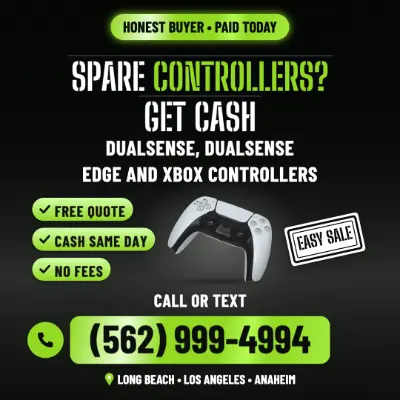 HONEST BUYER • PAID TODAY
SPARE CONTROLLERS?
GET CASH
DUALSENSE, DUALSENSE
EDGE AND XBOX CONTROLLERS
FREE QUOTE
CASH SAME DAY
NO FEES
EASY SALE
CALL OR TEXT
(562) 999-4994
LONG BEACH • LOS ANGELES • ANAHEIM